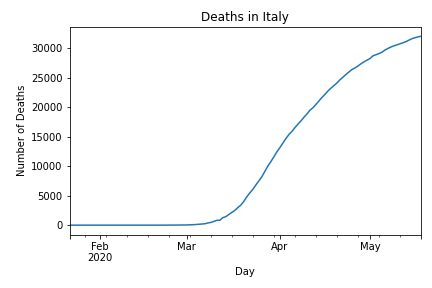 Deaths in Italy
30000
25000
20000
15000
10000
5000
0
Number of Deaths
Feb
2020
Mar
Apr
May
Day